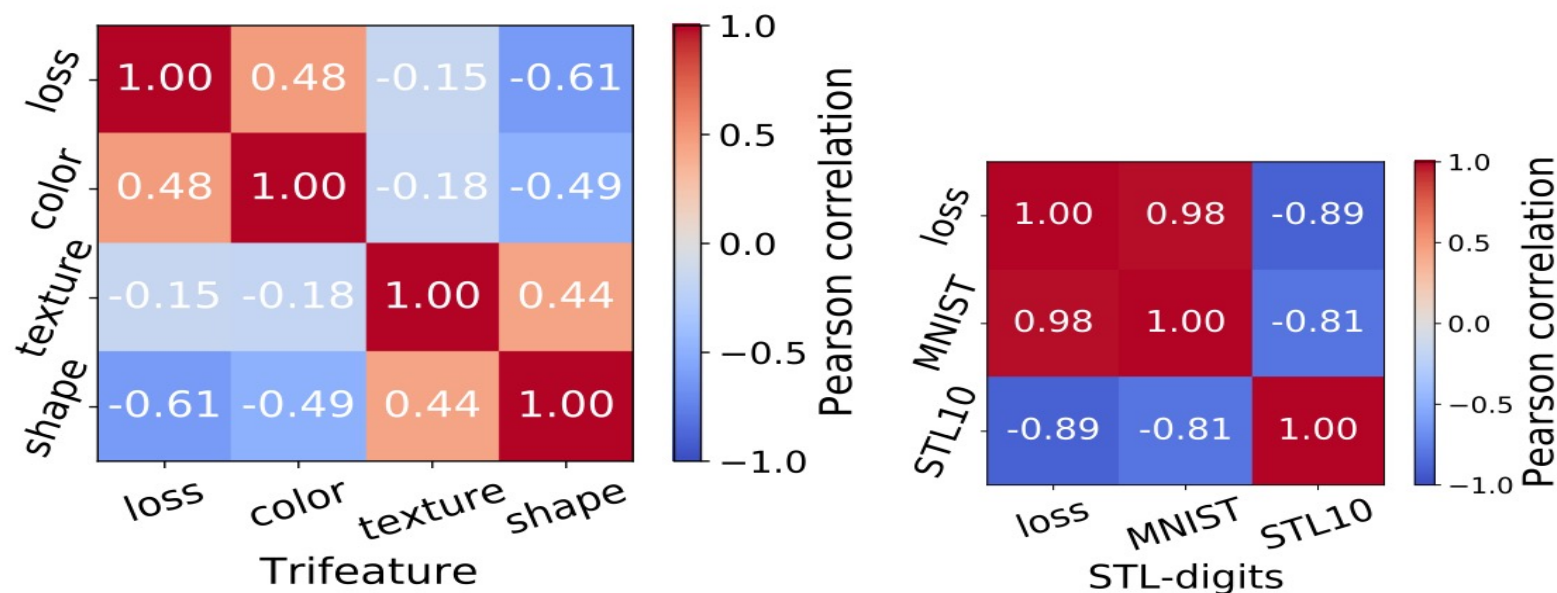 loss 1.00 0.48 -0.15 -0.61
color 0.48 1.00 -0.18 -0.49
texture -0.15 -0.18 1.00 0.44
shape -0.61 -0.49 0.44 1.00
loss color texture shape
Trifeature
1.0
0.5
0.0
−0.5
−1.0
Pearson correlation
loss 1.00 0.98 -0.89
MNIST 0.98 1.00 -0.81
STL10 -0.89 -0.81 1.00
loss MNIST STL10
STL-digits
1.0
0.5
0.0
−0.5
−1.0
Pearson correlation